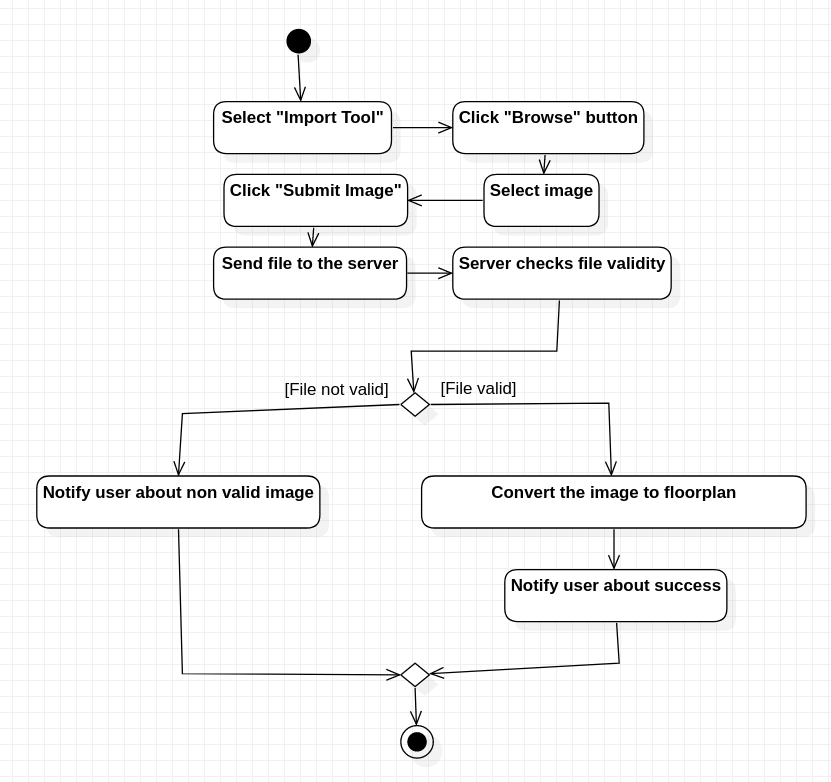 Select "Import Tool"
Click "Browse" button
Click "Submit Image"
Select image
Send file to the server
Server checks file validity
[File not valid]
[File valid]
Notify user about non valid image
Convert the image to floorplan
Notify user about success